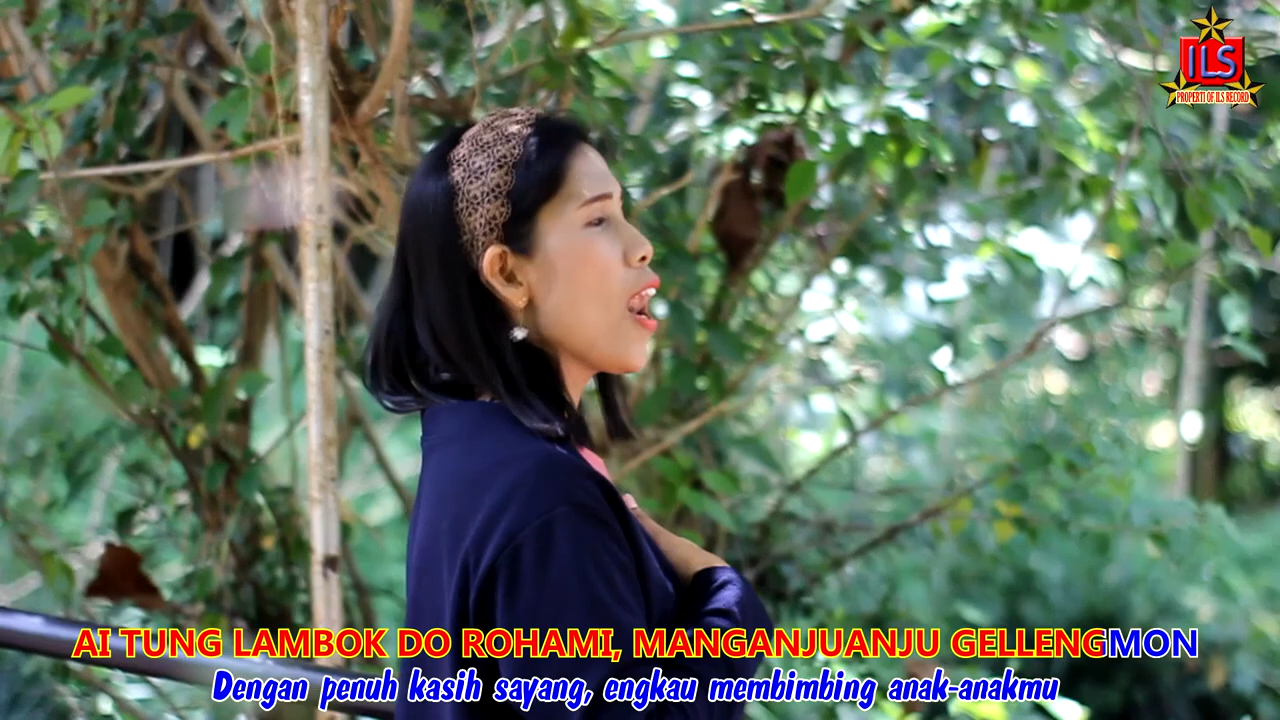 ILS
PROPERTI OF ILS RECORD
AI TUNG LAMBOK DO ROHAMI, MANGANJUANJU GELLENGMON
Dengan penuh kasih sayang, engkau membimbing anak-anakmu